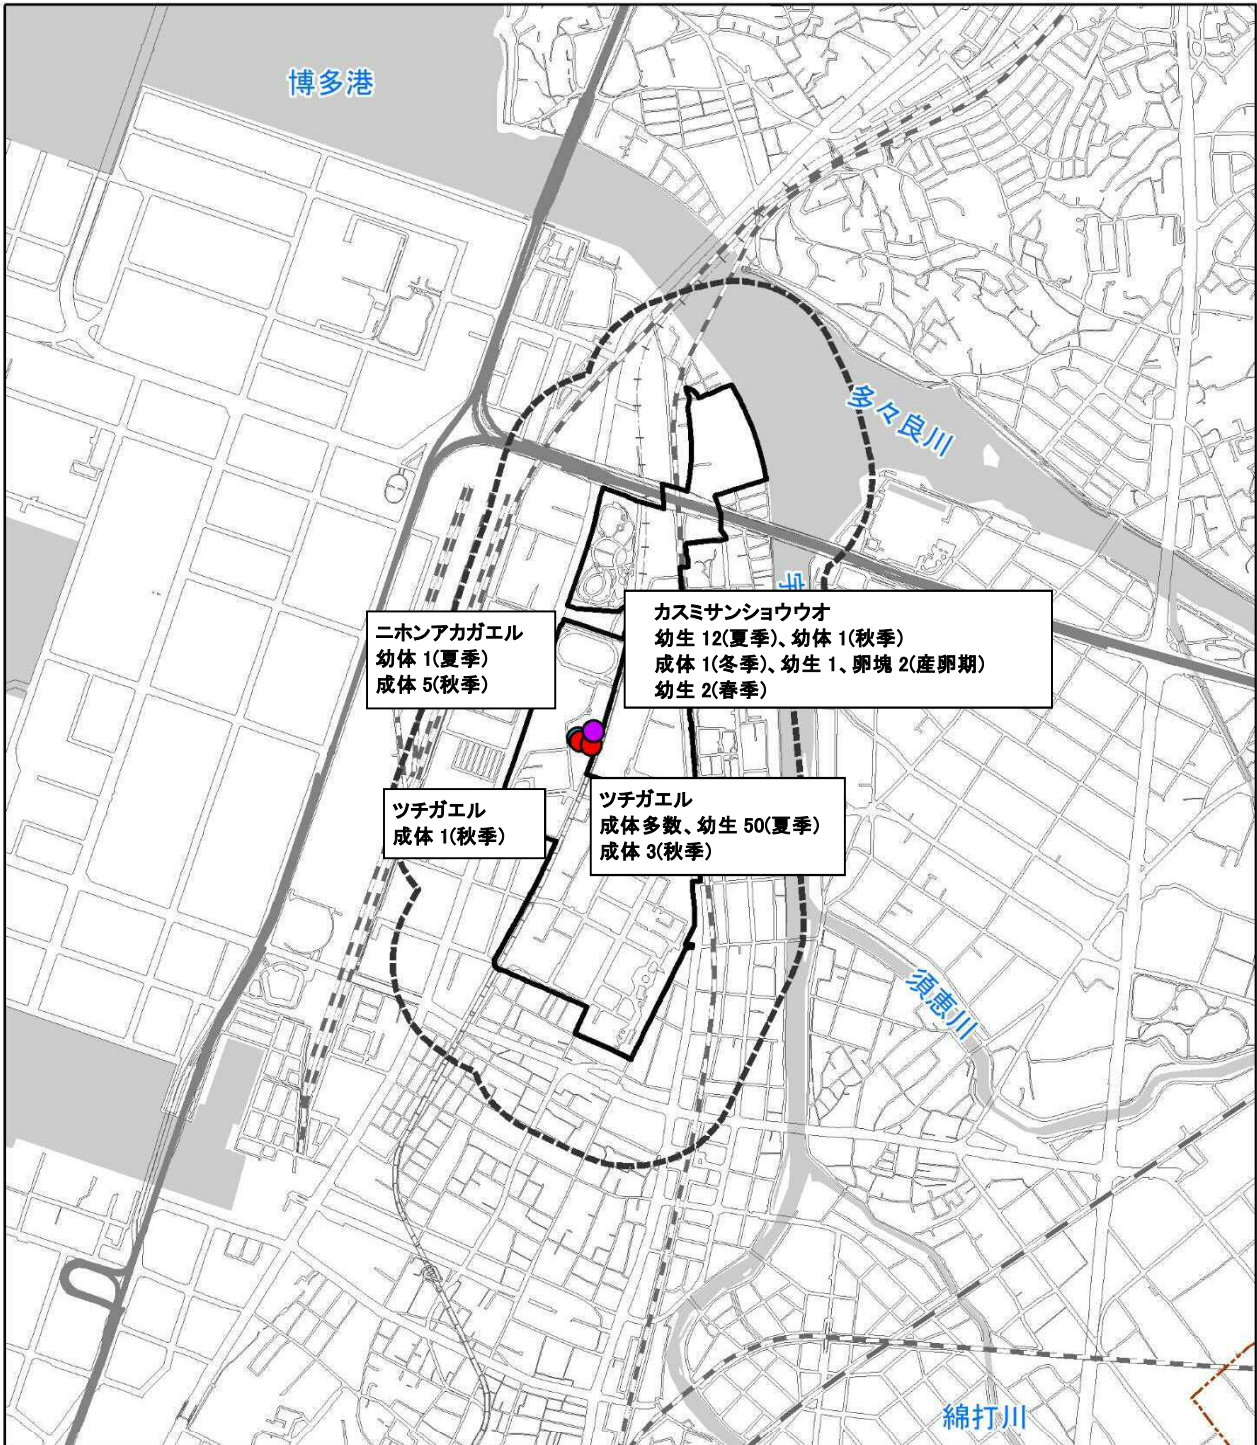 博多港
多々良川
宇
ニホンアカガエル
幼体 1(夏季)
成体 5(秋季)
カスミサンショウウオ
幼生 12(夏季)、幼体 1(秋季)
成体 1(冬季)、幼生 1、卵塊 2(産卵期)
幼生 2(春季)
ツチガエル
成体 1(秋季)
ツチガエル
成体多数、幼生 50(夏季)
成体 3(秋季)
須恵川
綿打川